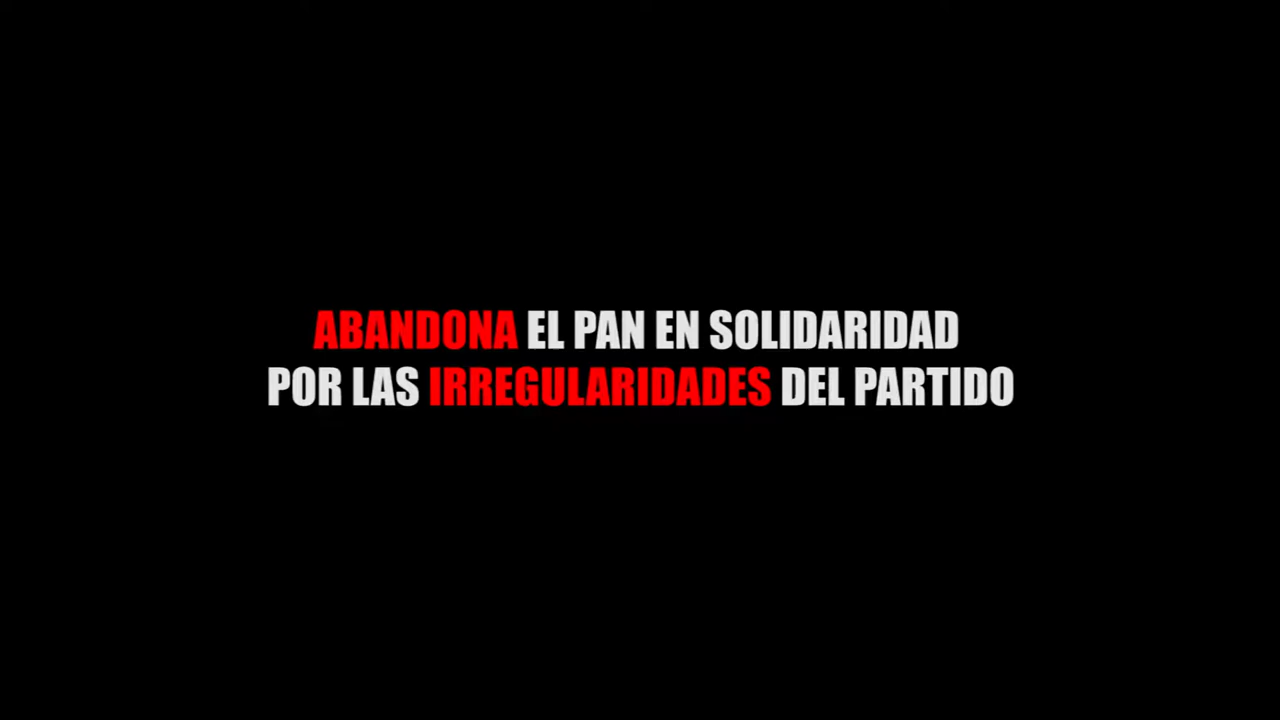 ABANDONA EL PAN EN SOLIDARIDAD
POR LAS IRREGULARIDADES DEL PARTIDO